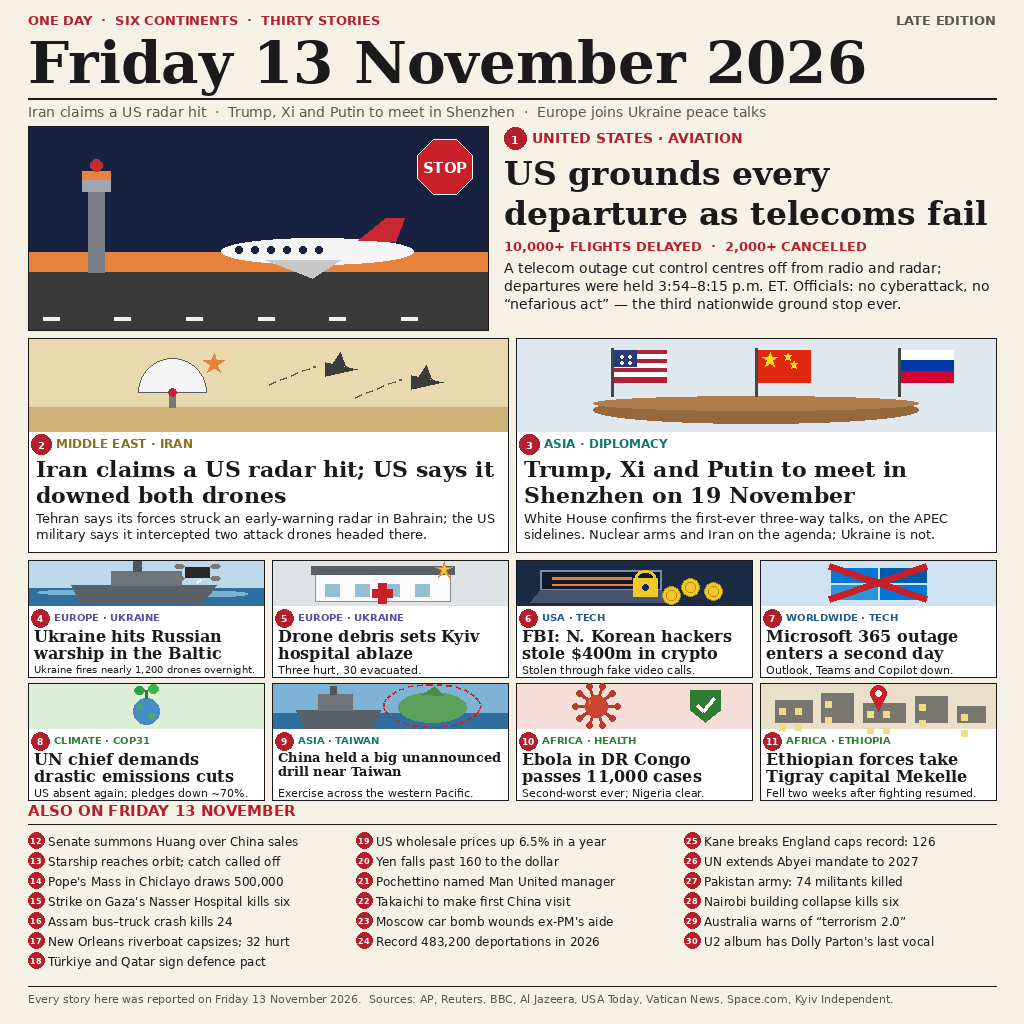 ONE DAY · SIX CONTINENTS · THIRTY STORIES
LATE EDITION
Friday 13 November 2026
Iran claims a US radar hit · Trump, Xi and Putin to meet in Shenzhen · Europe joins Ukraine peace talks
STOP
1 UNITED STATES · AVIATION
US grounds every
departure as telecoms fail
10,000+ FLIGHTS DELAYED · 2,000+ CANCELLED
A telecom outage cut control centres off from radio and radar;
departures were held 3:54–8:15 p.m. ET. Officials: no cyberattack, no
“nefarious act” — the third nationwide ground stop ever.
2 MIDDLE EAST · IRAN
Iran claims a US radar hit; US says it
downed both drones
Tehran says its forces struck an early-warning radar in Bahrain; the US
military says it intercepted two attack drones headed there.
3 ASIA · DIPLOMACY
Trump, Xi and Putin to meet in
Shenzhen on 19 November
White House confirms the first-ever three-way talks, on the APEC
sidelines. Nuclear arms and Iran on the agenda; Ukraine is not.
4 EUROPE · UKRAINE
Ukraine hits Russian
warship in the Baltic
Ukraine fires nearly 1,200 drones overnight.
5 EUROPE · UKRAINE
Drone debris sets Kyiv
hospital ablaze
Three hurt, 30 evacuated.
6 USA · TECH
FBI: N. Korean hackers
stole $400m in crypto
Stolen through fake video calls.
7 WORLDWIDE · TECH
Microsoft 365 outage
enters a second day
Outlook, Teams and Copilot down.
8 CLIMATE · COP31
UN chief demands
drastic emissions cuts
US absent again; pledges down ~70%.
9 ASIA · TAIWAN
China held a big unannounced
drill near Taiwan
Exercise across the western Pacific.
10 AFRICA · HEALTH
Ebola in DR Congo
passes 11,000 cases
Second-worst ever; Nigeria clear.
11 AFRICA · ETHIOPIA
Ethiopian forces take
Tigray capital Mekelle
Fell two weeks after fighting resumed.
ALSO ON FRIDAY 13 NOVEMBER
12 Senate summons Huang over China sales
13 Starship reaches orbit; catch called off
14 Pope's Mass in Chiclayo draws 500,000
15 Strike on Gaza's Nasser Hospital kills six
16 Assam bus–truck crash kills 24
17 New Orleans riverboat capsizes; 32 hurt
18 Türkiye and Qatar sign defence pact
19 US wholesale prices up 6.5% in a year
20 Yen falls past 160 to the dollar
21 Pochettino named Man United manager
22 Takaichi to make first China visit
23 Moscow car bomb wounds ex-PM's aide
24 Record 483,200 deportations in 2026
25 Kane breaks England caps record: 126
26 UN extends Abyei mandate to 2027
27 Pakistan army: 74 militants killed
28 Nairobi building collapse kills six
29 Australia warns of “terrorism 2.0”
30 U2 album has Dolly Parton's last vocal
Every story here was reported on Friday 13 November 2026. Sources: AP, Reuters, BBC, Al Jazeera, USA Today, Vatican News, Space.com, Kyiv Independent.